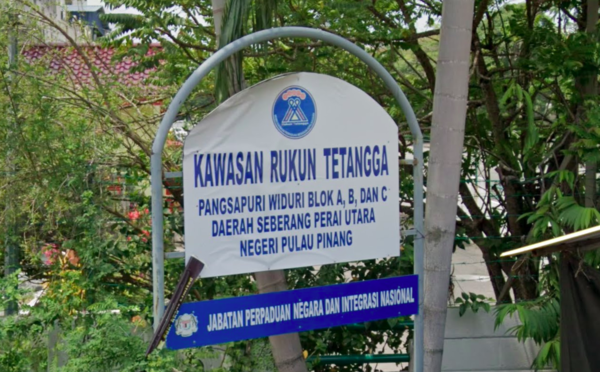 KAWASAN RUKUN TETANGGA
PANGSAPURI WIDURI BLOK A, B, DAN C
DAERAH SEBERANG PERAI UTARA
NEGERI PULAU PINANG
JABATAN PERPADUAN NEGARA DAN INTEGRASI NASIONAL